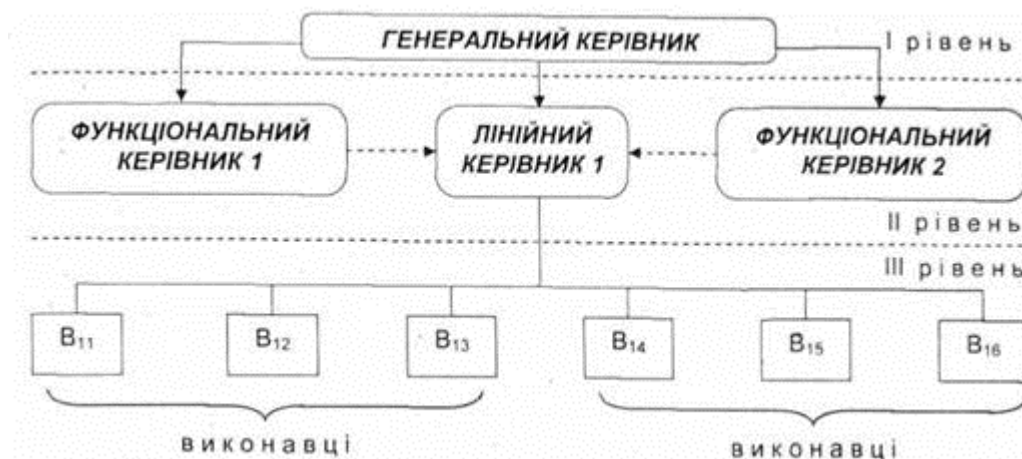 ГЕНЕРАЛЬНИЙ КЕРІВНИК
І рівень
ФУНКЦІОНАЛЬНИЙ
КЕРІВНИК 1
ЛІНІЙНИЙ
КЕРІВНИК 1
ФУНКЦІОНАЛЬНИЙ
КЕРІВНИК 2
ІІ рівень
ІІІ рівень
В₁₁ В₁₂ В₁₃ В₁₄ В₁₅ В₁₆
виконавці виконавці